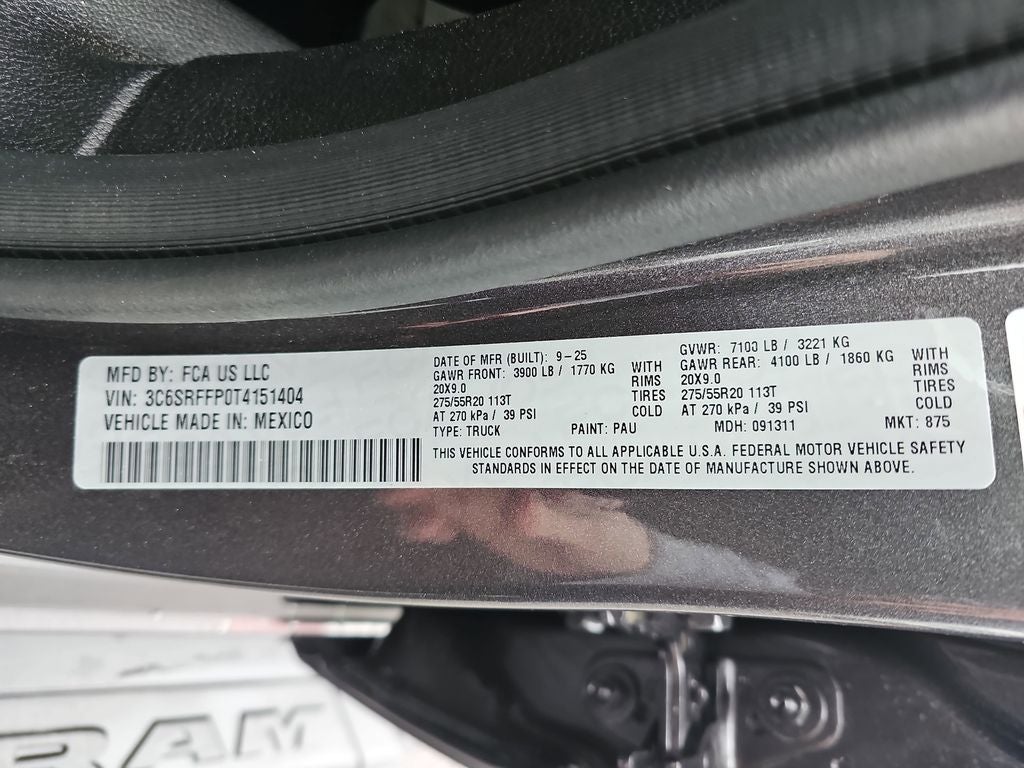 MFD BY: FCA US LLC
VIN: 3C6SRFFP0T4151404
VEHICLE MADE IN: MEXICO
DATE OF MFR (BUILT): 9-25
GAWR FRONT: 3900 LB / 1770 KG WITH
20X9.0 RIMS
275/55R20 113T TIRES
AT 270 kPa / 39 PSI COLD
GVWR: 7100 LB / 3221 KG
GAWR REAR: 4100 LB / 1860 KG WITH
20X9.0 RIMS
275/55R20 113T TIRES
AT 270 kPa / 39 PSI COLD
TYPE: TRUCK PAINT: PAU MDH: 091311 MKT: 875
THIS VEHICLE CONFORMS TO ALL APPLICABLE U.S.A. FEDERAL MOTOR VEHICLE SAFETY
STANDARDS IN EFFECT ON THE DATE OF MANUFACTURE SHOWN ABOVE.
RAM